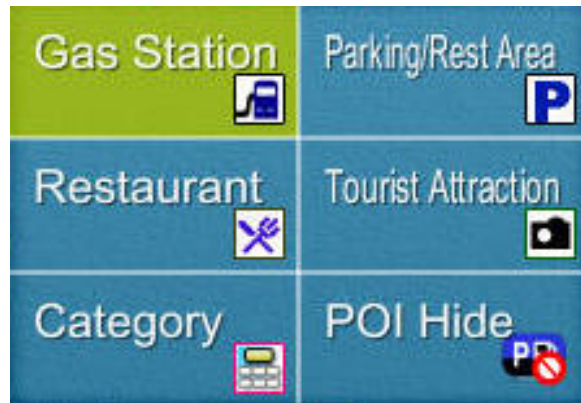 Gas Station
Parking/Rest Area
P
Restaurant
Tourist Attraction
Category
POI Hide
P